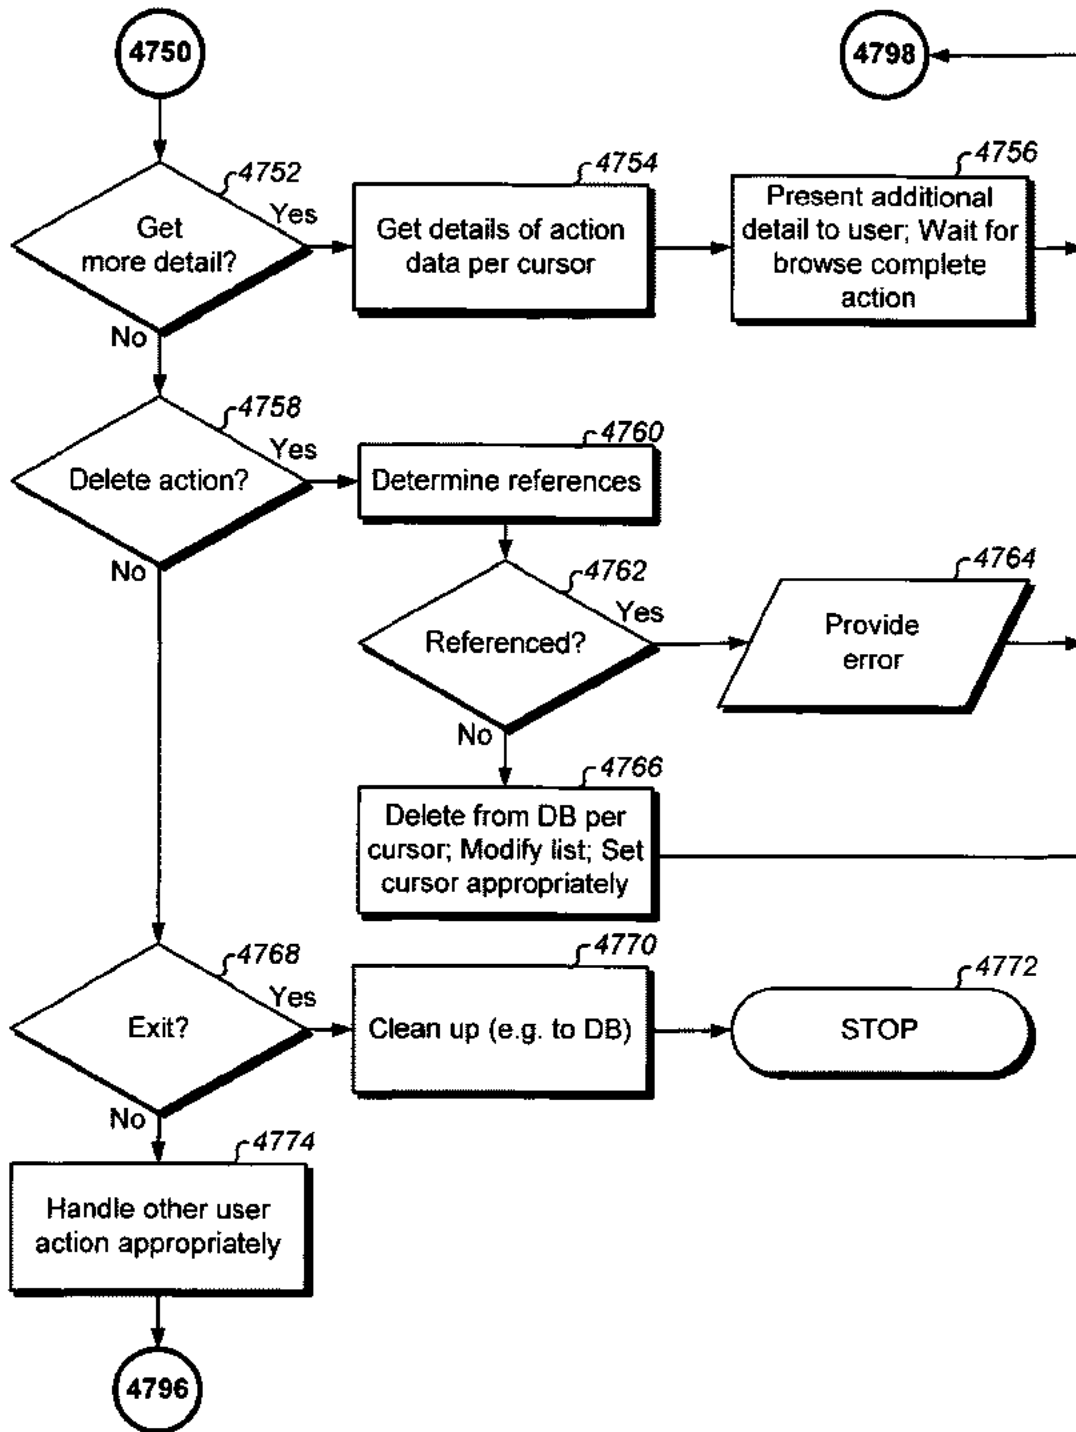 4750
4798
4752
Yes
Get
more detail?
No
4754
Get details of action
data per cursor
4756
Present additional
detail to user; Wait for
browse complete
action
4758
Yes
Delete action?
No
4760
Determine references
4762
Yes
Referenced?
No
4764
Provide
error
4766
Delete from DB per
cursor; Modify list; Set
cursor appropriately
4768
Yes
Exit?
No
4770
Clean up (e.g. to DB)
4772
STOP
4774
Handle other user
action appropriately
4796